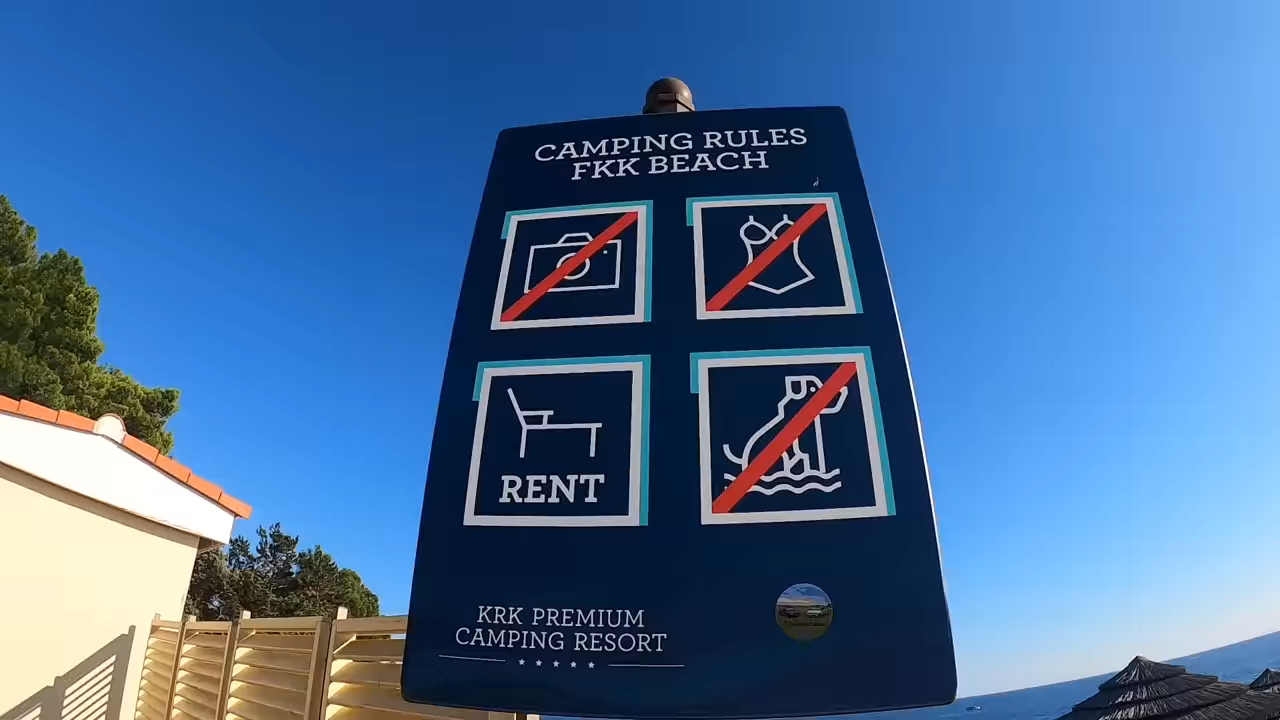 CAMPING RULES
FKK BEACH
RENT
KRK PREMIUM
CAMPING RESORT